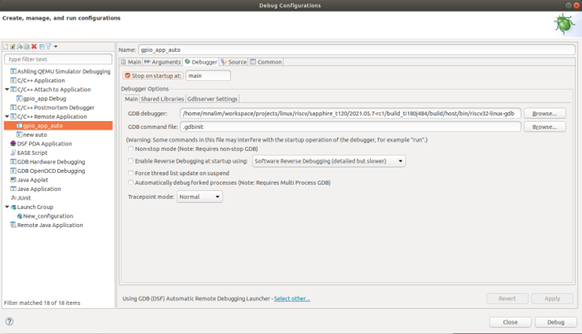 Debug Configurations
Create, manage, and run configurations
type filter text
Ashling QEMU Simulator Debugging
C/C++ Application
C/C++ Attach to Application
gpio_app Debug
C/C++ Postmortem Debugger
C/C++ Remote Application
gpio_app_auto
new auto
DSF PDA Application
EASE Script
GDB Hardware Debugging
GDB OpenOCD Debugging
Java Applet
Java Application
JUnit
Launch Group
New_configuration
Remote Java Application
Filter matched 18 of 18 items
Name: gpio_app_auto
Main Arguments Debugger Source Common
Stop on startup at: main
Debugger Options
Main Shared Libraries Gdbserver Settings
GDB debugger: /home/mnalim/workspace/projects/linux/riscv/sapphire_t120/2021.05.7-rc1/build_ti180j484/build/host/bin/riscv32-linux-gdb Browse...
GDB command file: .gdbinit Browse...
(Warning: Some commands in this file may interfere with the startup operation of the debugger, for example "run".)
Non-stop mode (Note: Requires non-stop GDB)
Enable Reverse Debugging at startup using: Software Reverse Debugging (detailed but slower)
Force thread list update on suspend
Automatically debug forked processes (Note: Requires Multi Process GDB)
Tracepoint mode: Normal
Using GDB (DSF) Automatic Remote Debugging Launcher - Select other...
Revert Apply
Close Debug